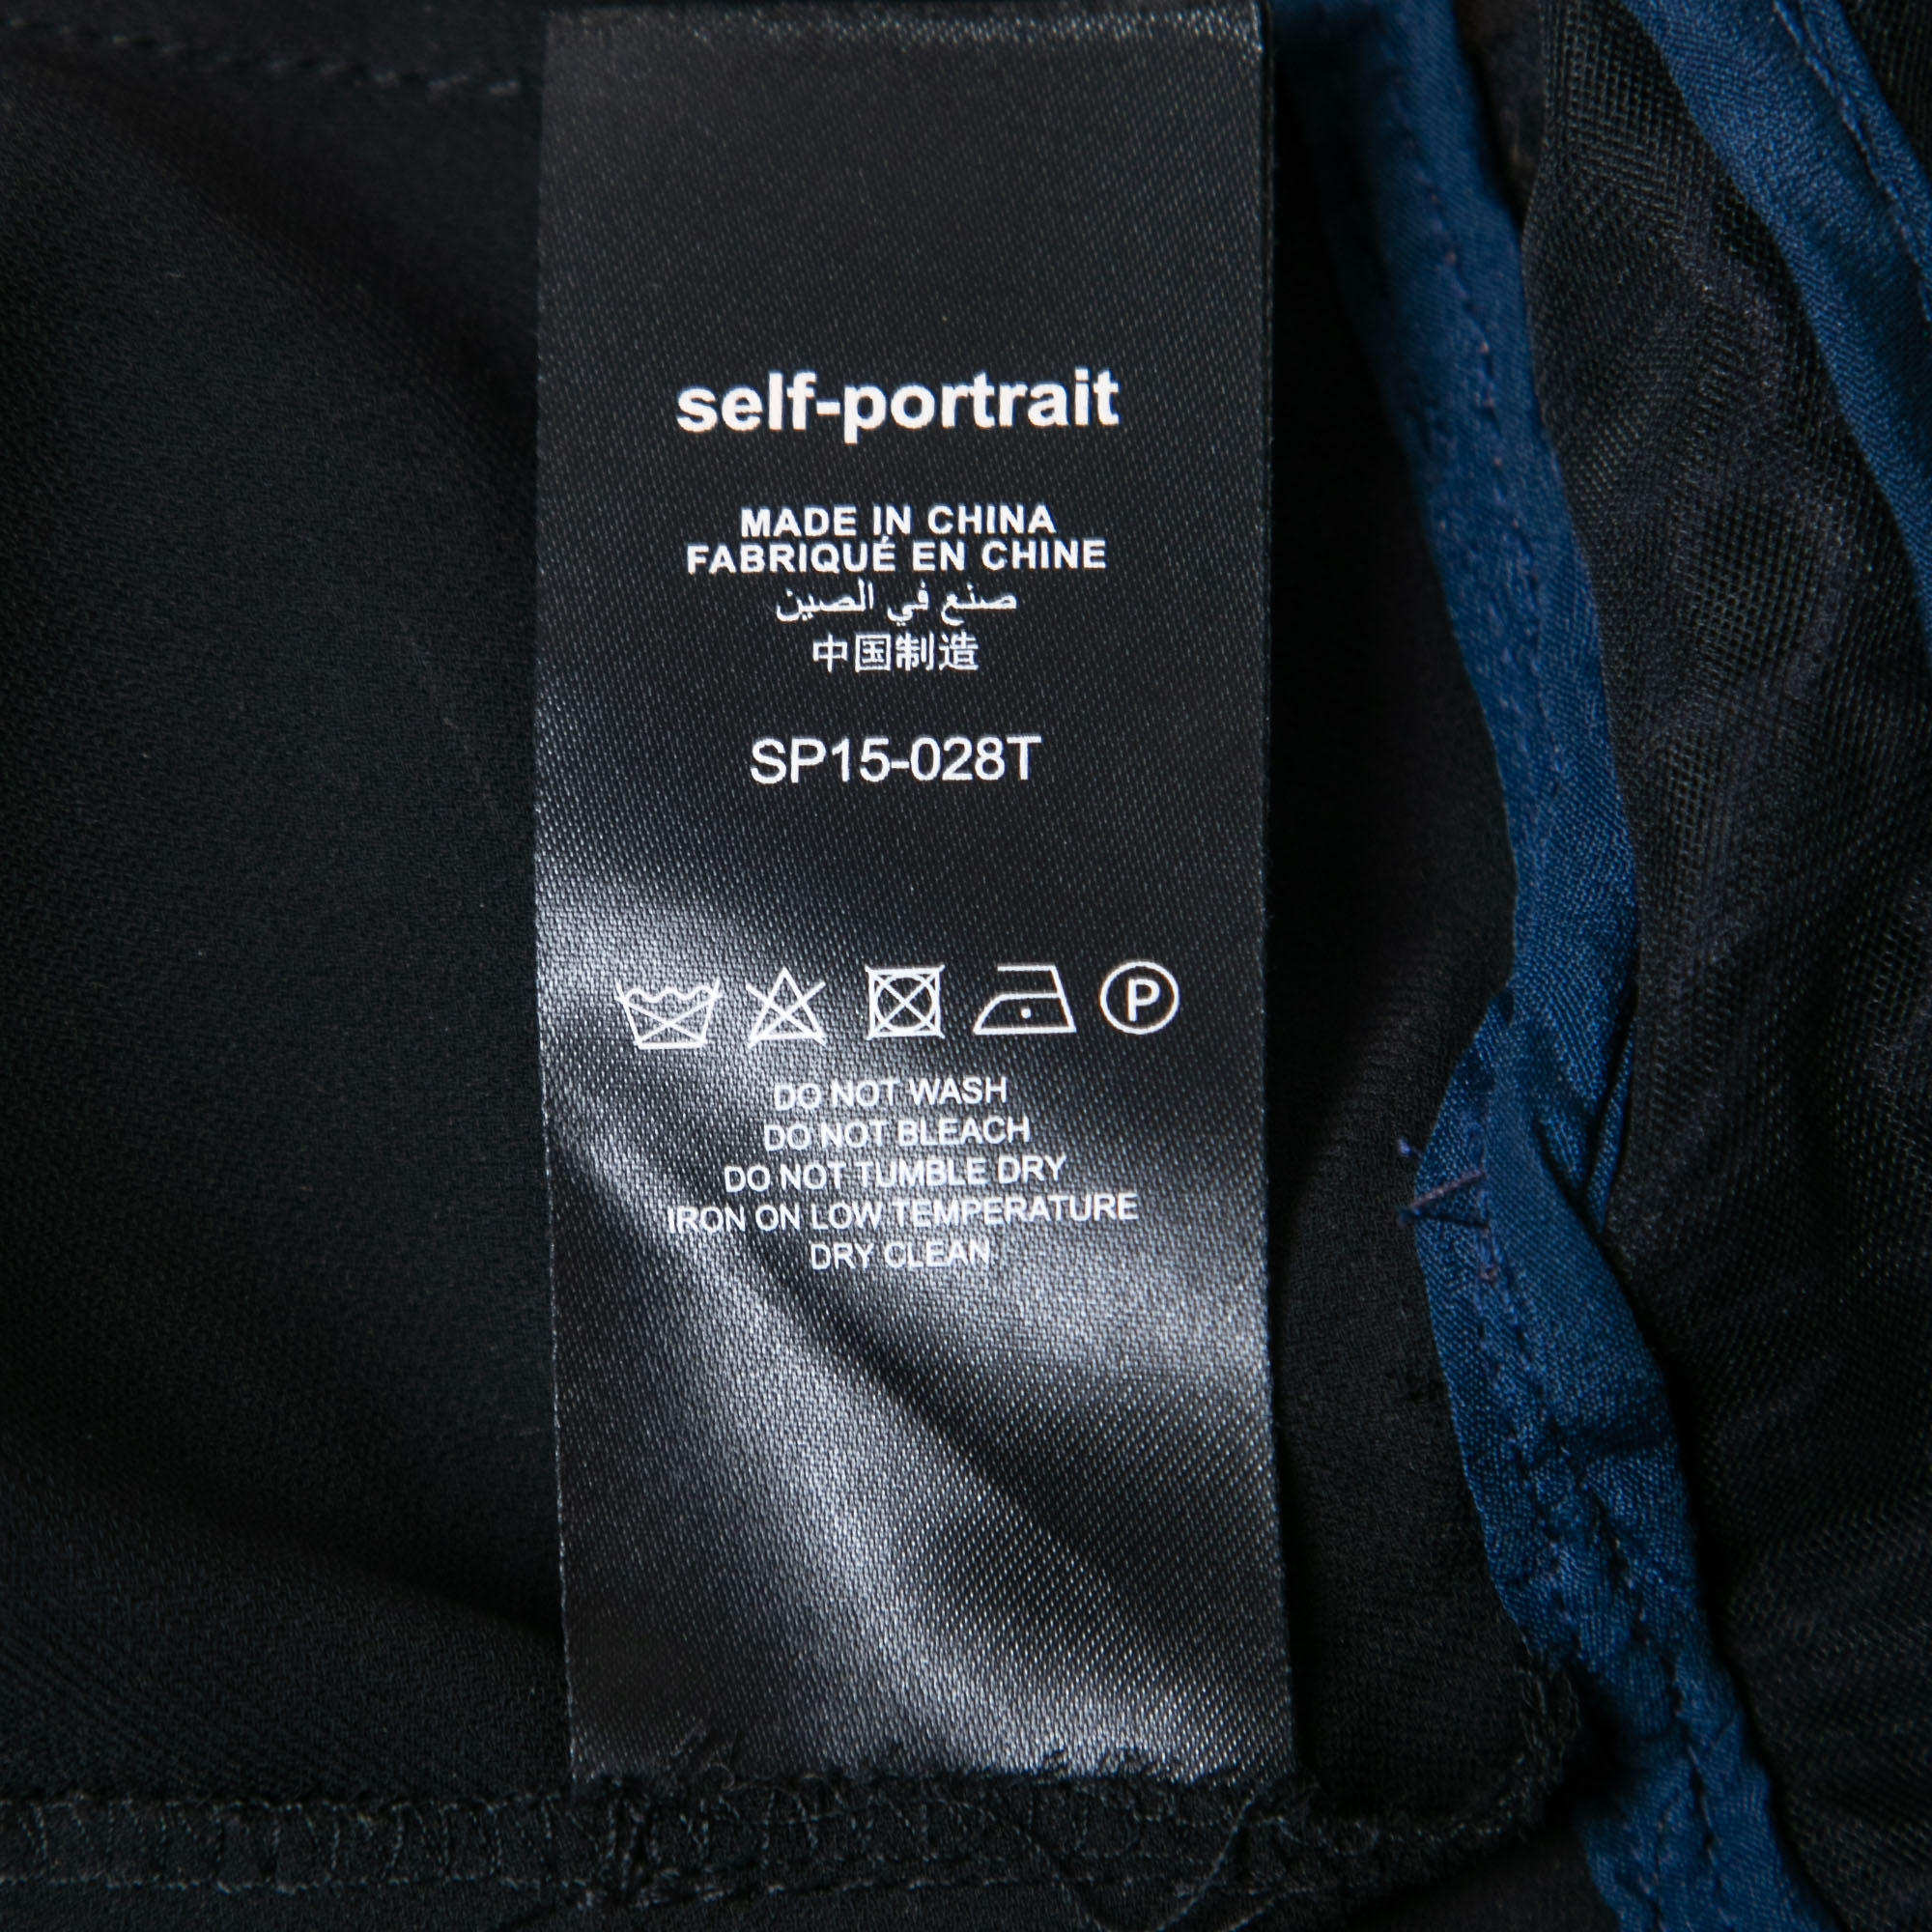 self-portrait
MADE IN CHINA
FABRIQUÉ EN CHINE
صنع في الصين
中国制造
SP15-028T
P
DO NOT WASH
DO NOT BLEACH
DO NOT TUMBLE DRY
IRON ON LOW TEMPERATURE
DRY CLEAN